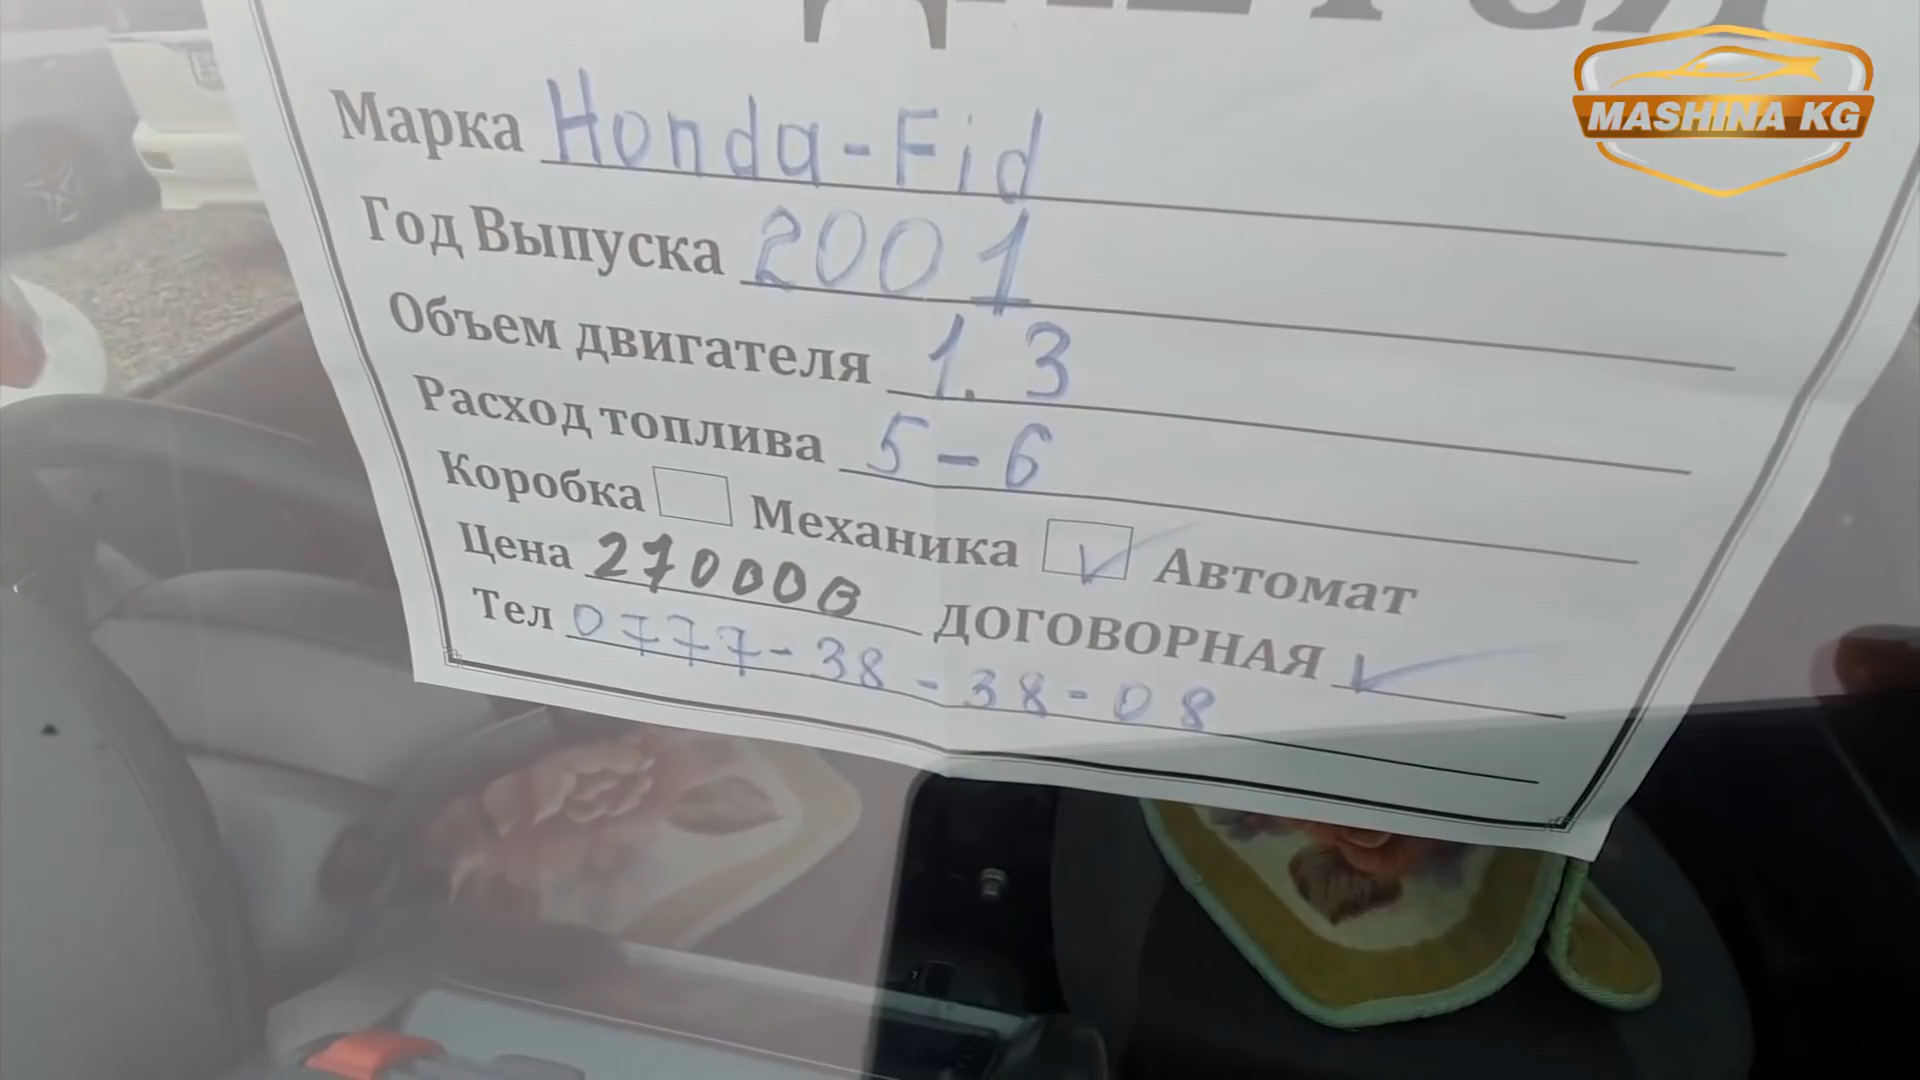 MASHINA KG
Марка Honda-Fid
Год Выпуска 2001
Объем двигателя 1.3
Расход топлива 5-6
Коробка Механика Автомат
Цена 270000 ДОГОВОРНАЯ
Тел 0777-38-38-08